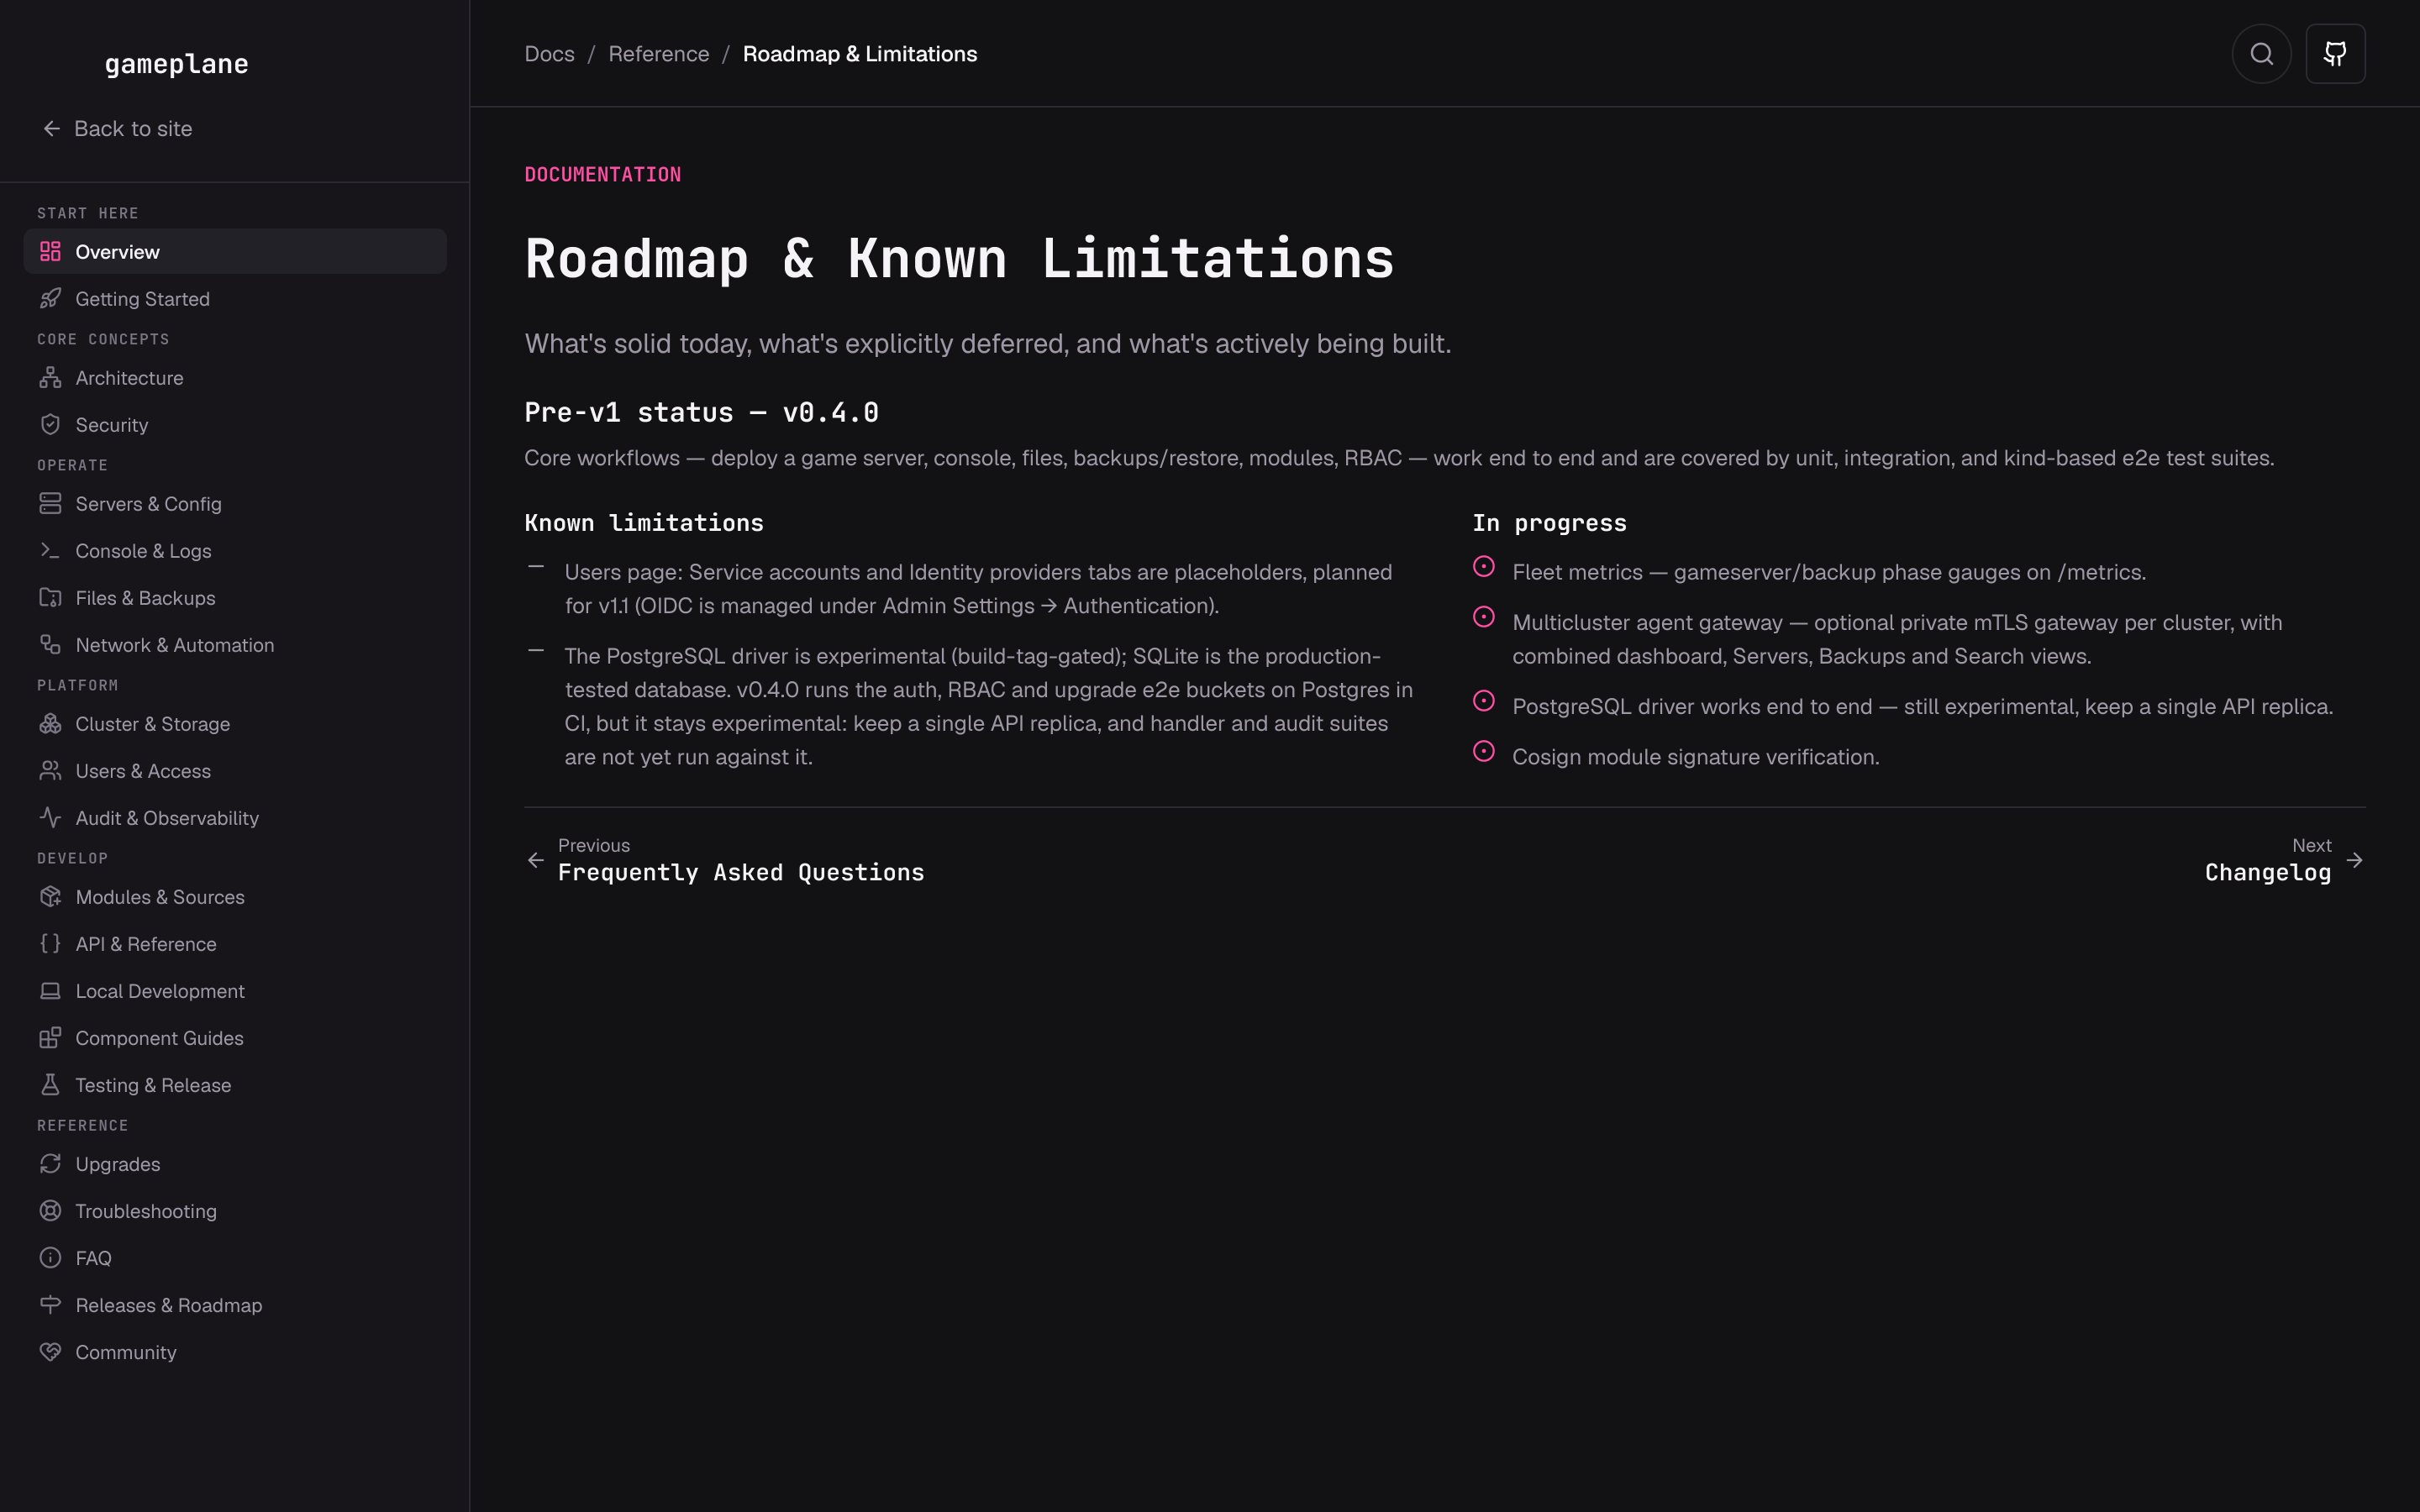 gameplane
Back to site
START HERE
Overview
Getting Started
CORE CONCEPTS
Architecture
Security
OPERATE
Servers & Config
Console & Logs
Files & Backups
Network & Automation
PLATFORM
Cluster & Storage
Users & Access
Audit & Observability
DEVELOP
Modules & Sources
API & Reference
Local Development
Component Guides
Testing & Release
REFERENCE
Upgrades
Troubleshooting
FAQ
Releases & Roadmap
Community
Docs / Reference / Roadmap & Limitations
DOCUMENTATION
Roadmap & Known Limitations
What's solid today, what's explicitly deferred, and what's actively being built.
Pre-v1 status — v0.4.0
Core workflows — deploy a game server, console, files, backups/restore, modules, RBAC — work end to end and are covered by unit, integration, and kind-based e2e test suites.
Known limitations
— Users page: Service accounts and Identity providers tabs are placeholders, planned
for v1.1 (OIDC is managed under Admin Settings → Authentication).
— The PostgreSQL driver is experimental (build-tag-gated); SQLite is the production-
tested database. v0.4.0 runs the auth, RBAC and upgrade e2e buckets on Postgres in
CI, but it stays experimental: keep a single API replica, and handler and audit suites
are not yet run against it.
In progress
Fleet metrics — gameserver/backup phase gauges on /metrics.
Multicluster agent gateway — optional private mTLS gateway per cluster, with
combined dashboard, Servers, Backups and Search views.
PostgreSQL driver works end to end — still experimental, keep a single API replica.
Cosign module signature verification.
Previous
Frequently Asked Questions
Next
Changelog